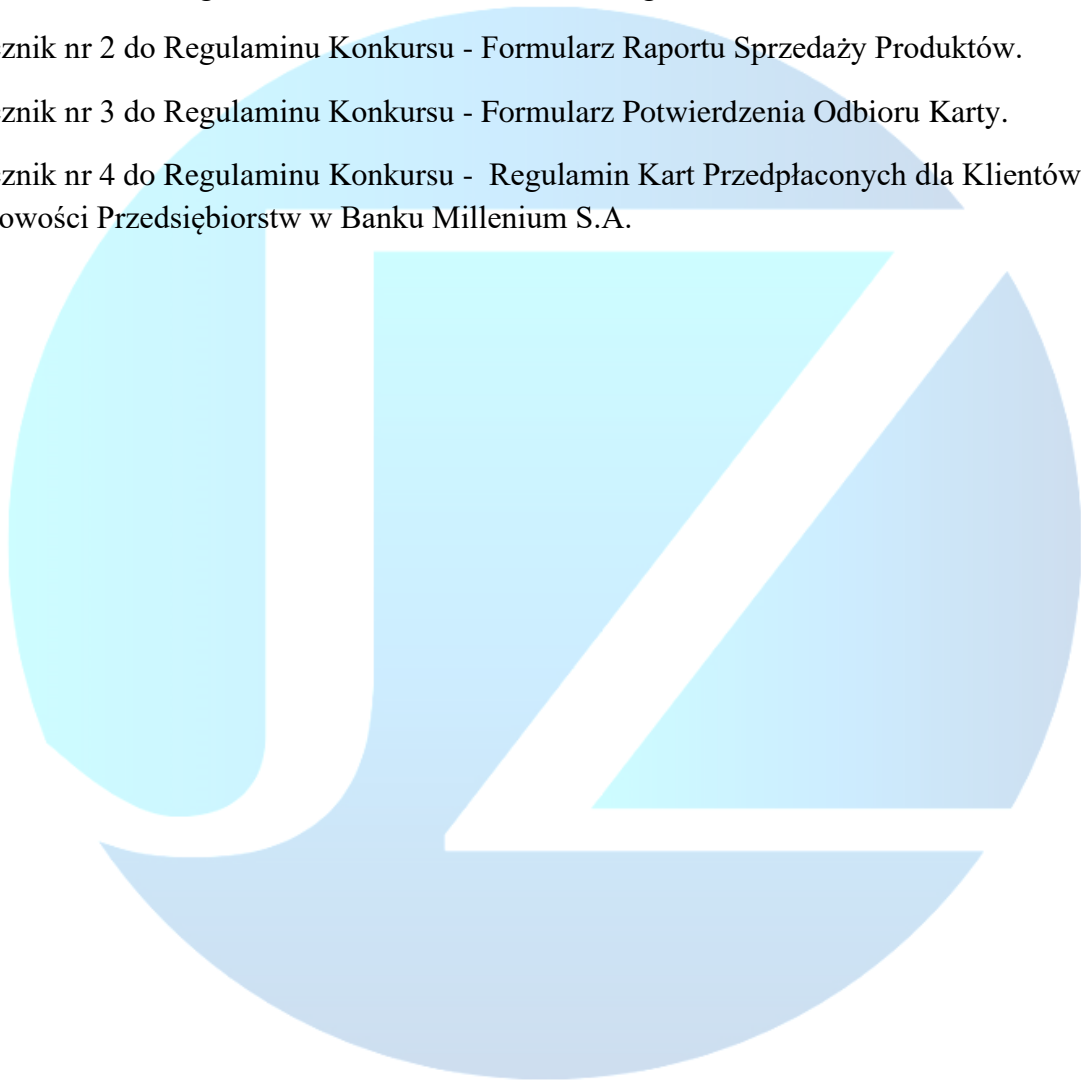 znik nr 2 do Regulaminu Konkursu - Formularz Raportu Sprzedaży Produktów.
znik nr 3 do Regulaminu Konkursu - Formularz Potwierdzenia Odbioru Karty.
znik nr 4 do Regulaminu Konkursu - Regulamin Kart Przedpłaconych dla Klientów
owości Przedsiębiorstw w Banku Millenium S.A.
JZ